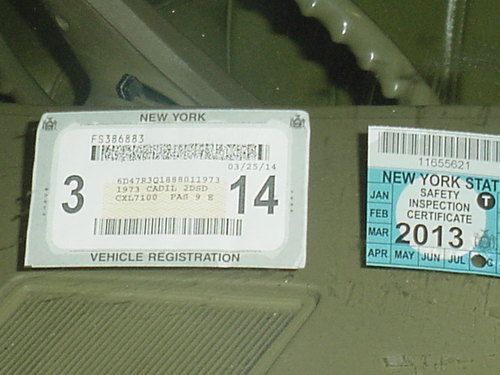 NEW YORK
FS386883
03/25/14
6D47R3Q1888011973
1973 CADIL 2DSD
CXL7100 PAS 9 E
3 14
VEHICLE REGISTRATION
11655621
NEW YORK STAT
SAFETY
INSPECTION
CERTIFICATE
T
JAN
FEB
MAR
2013
APR MAY JUN JUL